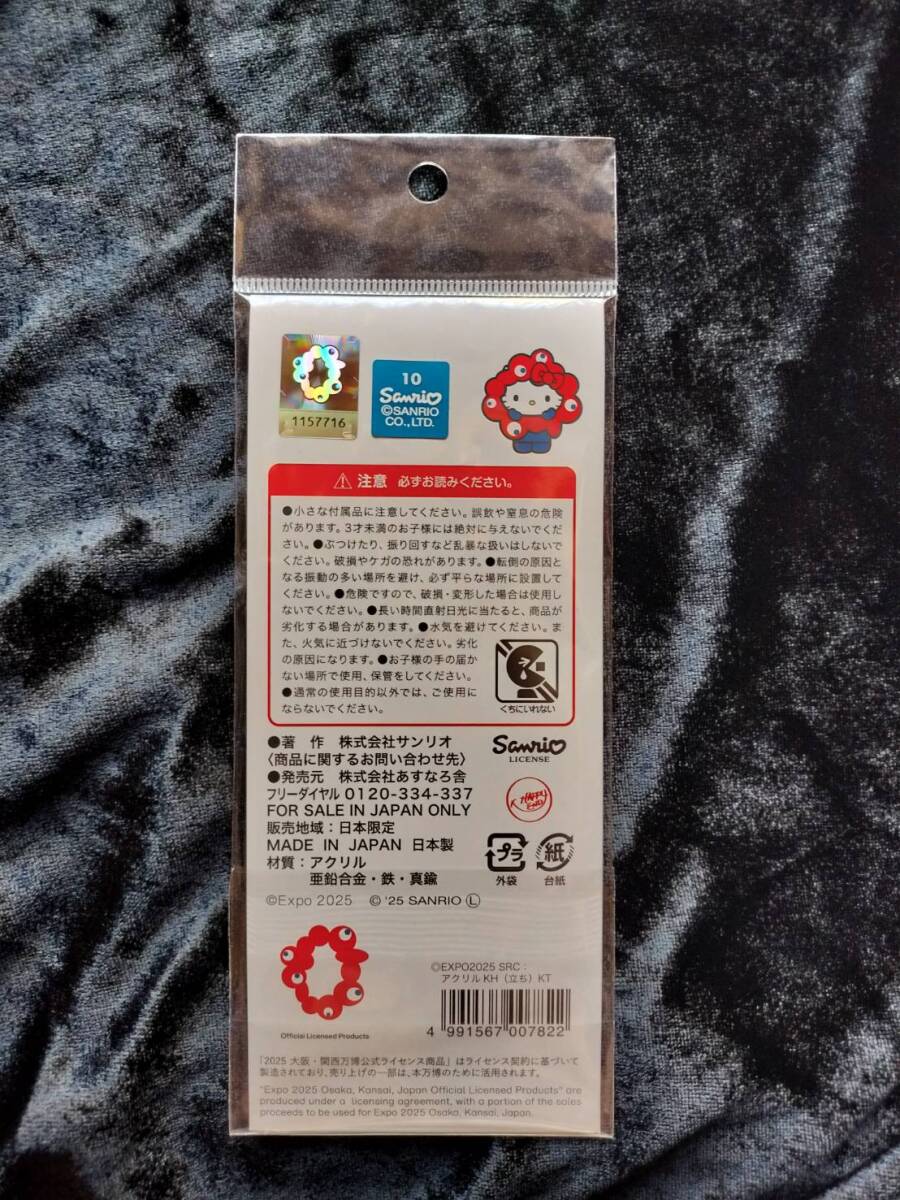 1157716
10
Sanrio
©SANRIO
CO.,LTD.
注意 必ずお読みください。
●小さな付属品に注意してください。誤飲や窒息の危険
があります。3才未満のお子様には絶対に与えないでくだ
さい。●ぶつけたり、振り回すなど乱暴な扱いはしないで
ください。破損やケガの恐れがあります。●転倒の原因と
なる振動の多い場所を避け、必ず平らな場所に設置して
ください。●危険ですので、破損・変形した場合は使用し
ないでください。●長い時間直射日光に当たると、商品が
劣化する場合があります。●水気を避けてください。ま
た、火気に近づけないでください。劣化
の原因になります。●お子様の手の届か
ない場所で使用、保管をしてください。
●通常の使用目的以外では、ご使用に
ならないでください。
くちにいれない
●著 作 株式会社サンリオ
〈商品に関するお問い合わせ先〉
●発売元 株式会社あすなろ舎
フリーダイヤル 0120-334-337
FOR SALE IN JAPAN ONLY
販売地域：日本限定
MADE IN JAPAN 日本製
材質：アクリル
亜鉛合金・鉄・真鍮
©Expo 2025 © '25 SANRIO Ⓛ
Sanrio
LICENSE
プラ
外袋
紙
台紙
Official Licensed Products
©EXPO2025 SRC：
アクリルKH（立ち）KT
4 991567 007822
「2025 大阪・関西万博公式ライセンス商品」はライセンス契約に基づいて
製造されており、売り上げの一部は、本万博のために活用されます。
"Expo 2025 Osaka, Kansai, Japan Official Licensed Products" are
produced under a licensing agreement, with a portion of the sales
proceeds to be used for Expo 2025 Osaka, Kansai, Japan.